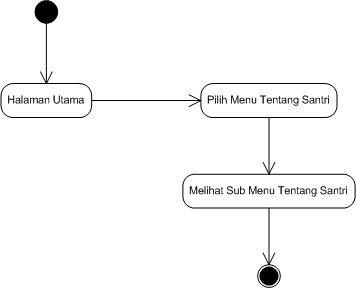 Halaman Utama
Pilih Menu Tentang Santri
Melihat Sub Menu Tentang Santri